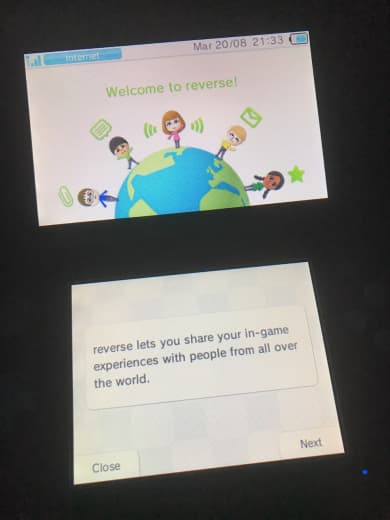 Internet
Mar 20/08 21:33
Welcome to reverse!
reverse lets you share your in-game
experiences with people from all over
the world.
Close
Next